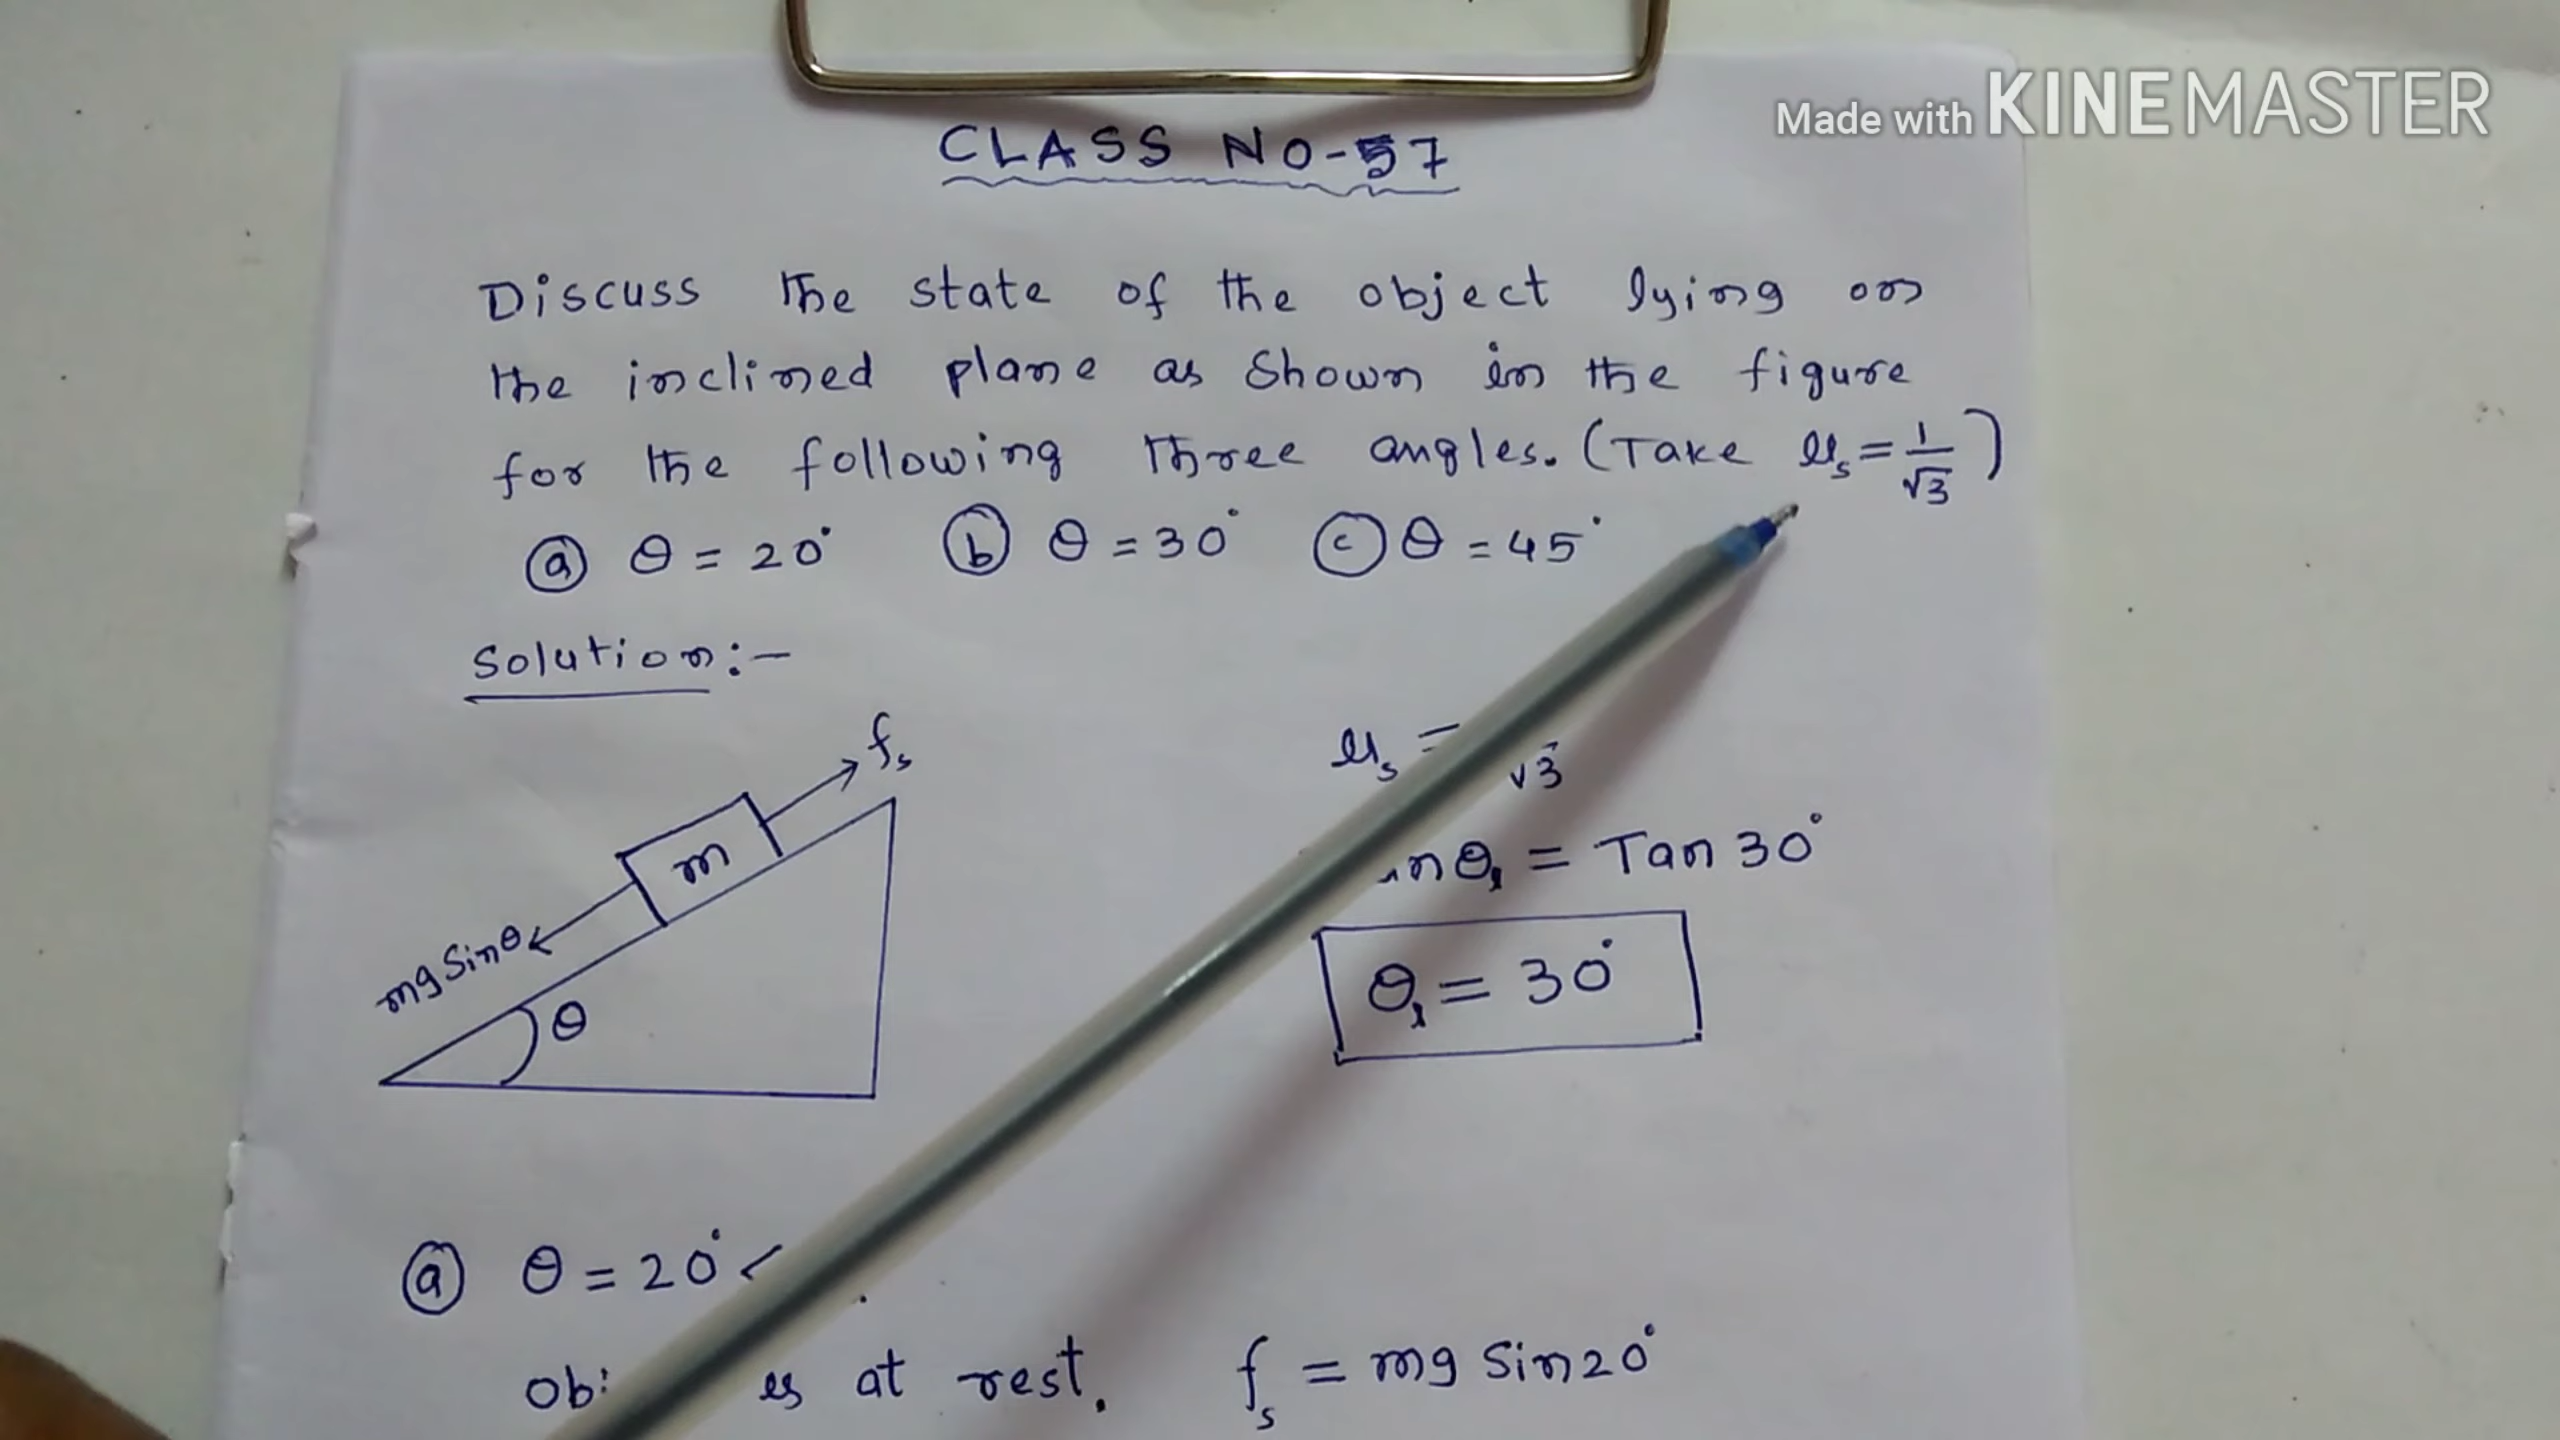 Made with KINEMASTER
CLASS NO-57
Discuss the state of the object lying on
the inclined plane as shown in the figure
for the following three angles. (Take μs = 1/√3)
(a) θ = 20° (b) θ = 30° (c) θ = 45°
Solution:-
fs
m
mg Sinθ
θ
μs = √3
θ₁ = Tan 30°
θ₁ = 30°
(a) θ = 20° <
is at rest. fs = mg Sin20°